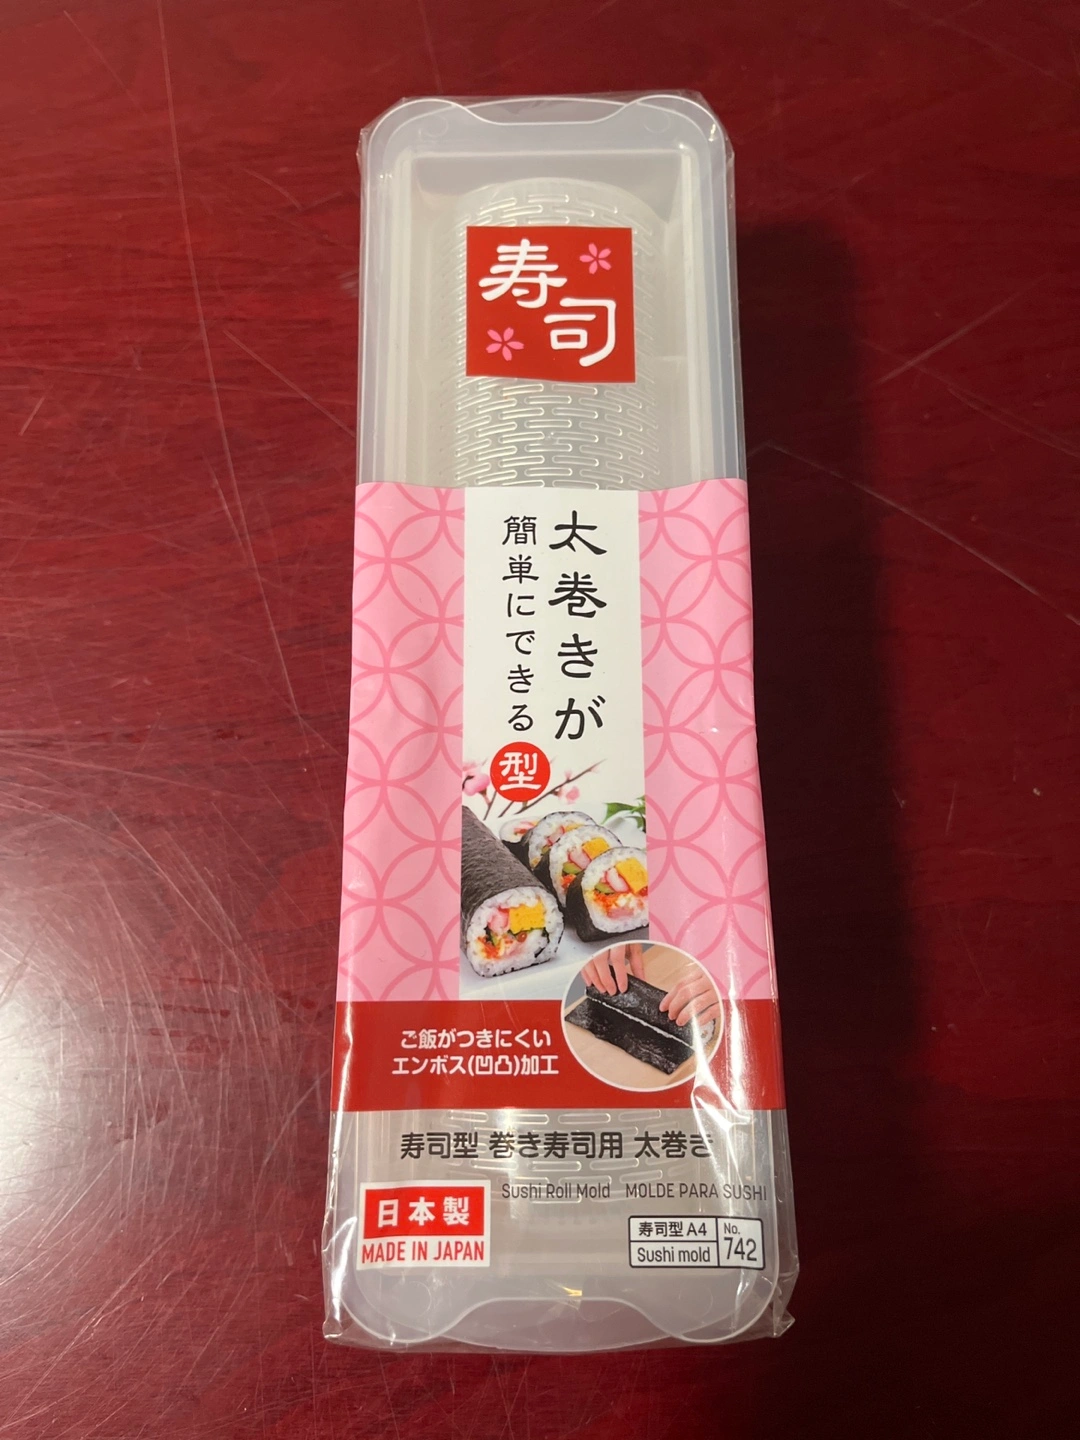 寿司
太巻きが
簡単にできる
型
ご飯がつきにくい
エンボス(凹凸)加工
寿司型 巻き寿司用 太巻き
Sushi Roll Mold MOLDE PARA SUSHI
日本製
MADE IN JAPAN
寿司型 A4
Sushi mold
No.
742